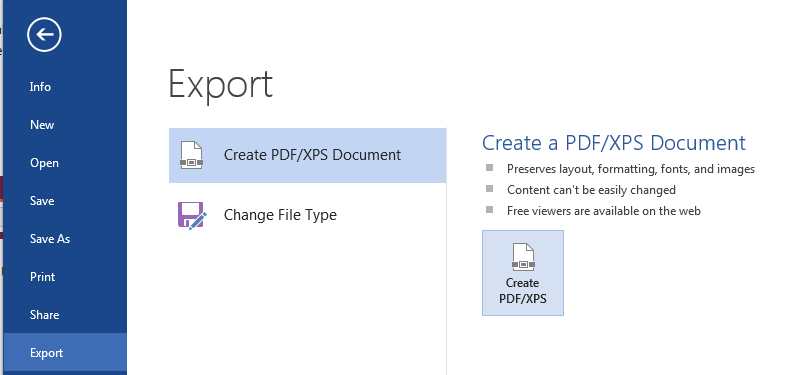 Info
New
Open
Save
Save As
Print
Share
Export
Export
Create PDF/XPS Document
Change File Type
Create a PDF/XPS Document
Preserves layout, formatting, fonts, and images
Content can't be easily changed
Free viewers are available on the web
Create
PDF/XPS